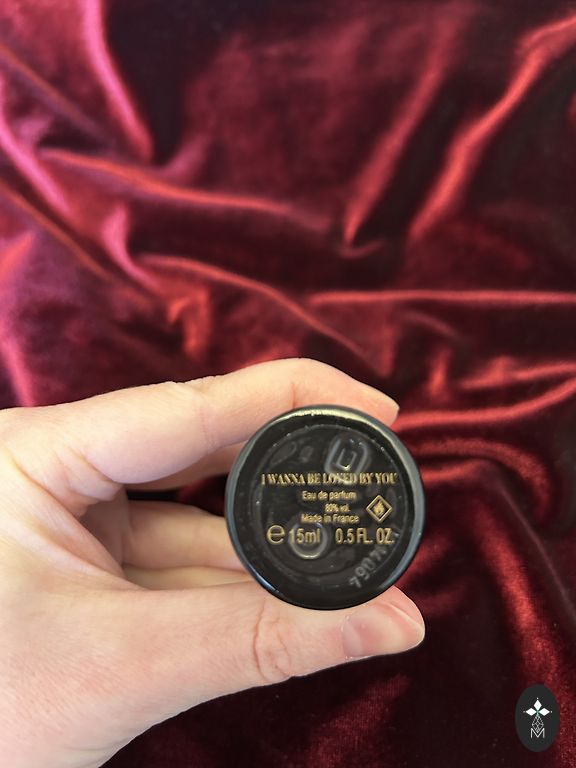 I WANNA BE LOVED BY YOU
Eau de parfum
80% vol.
Made in France
e 15ml 0.5 FL. OZ.